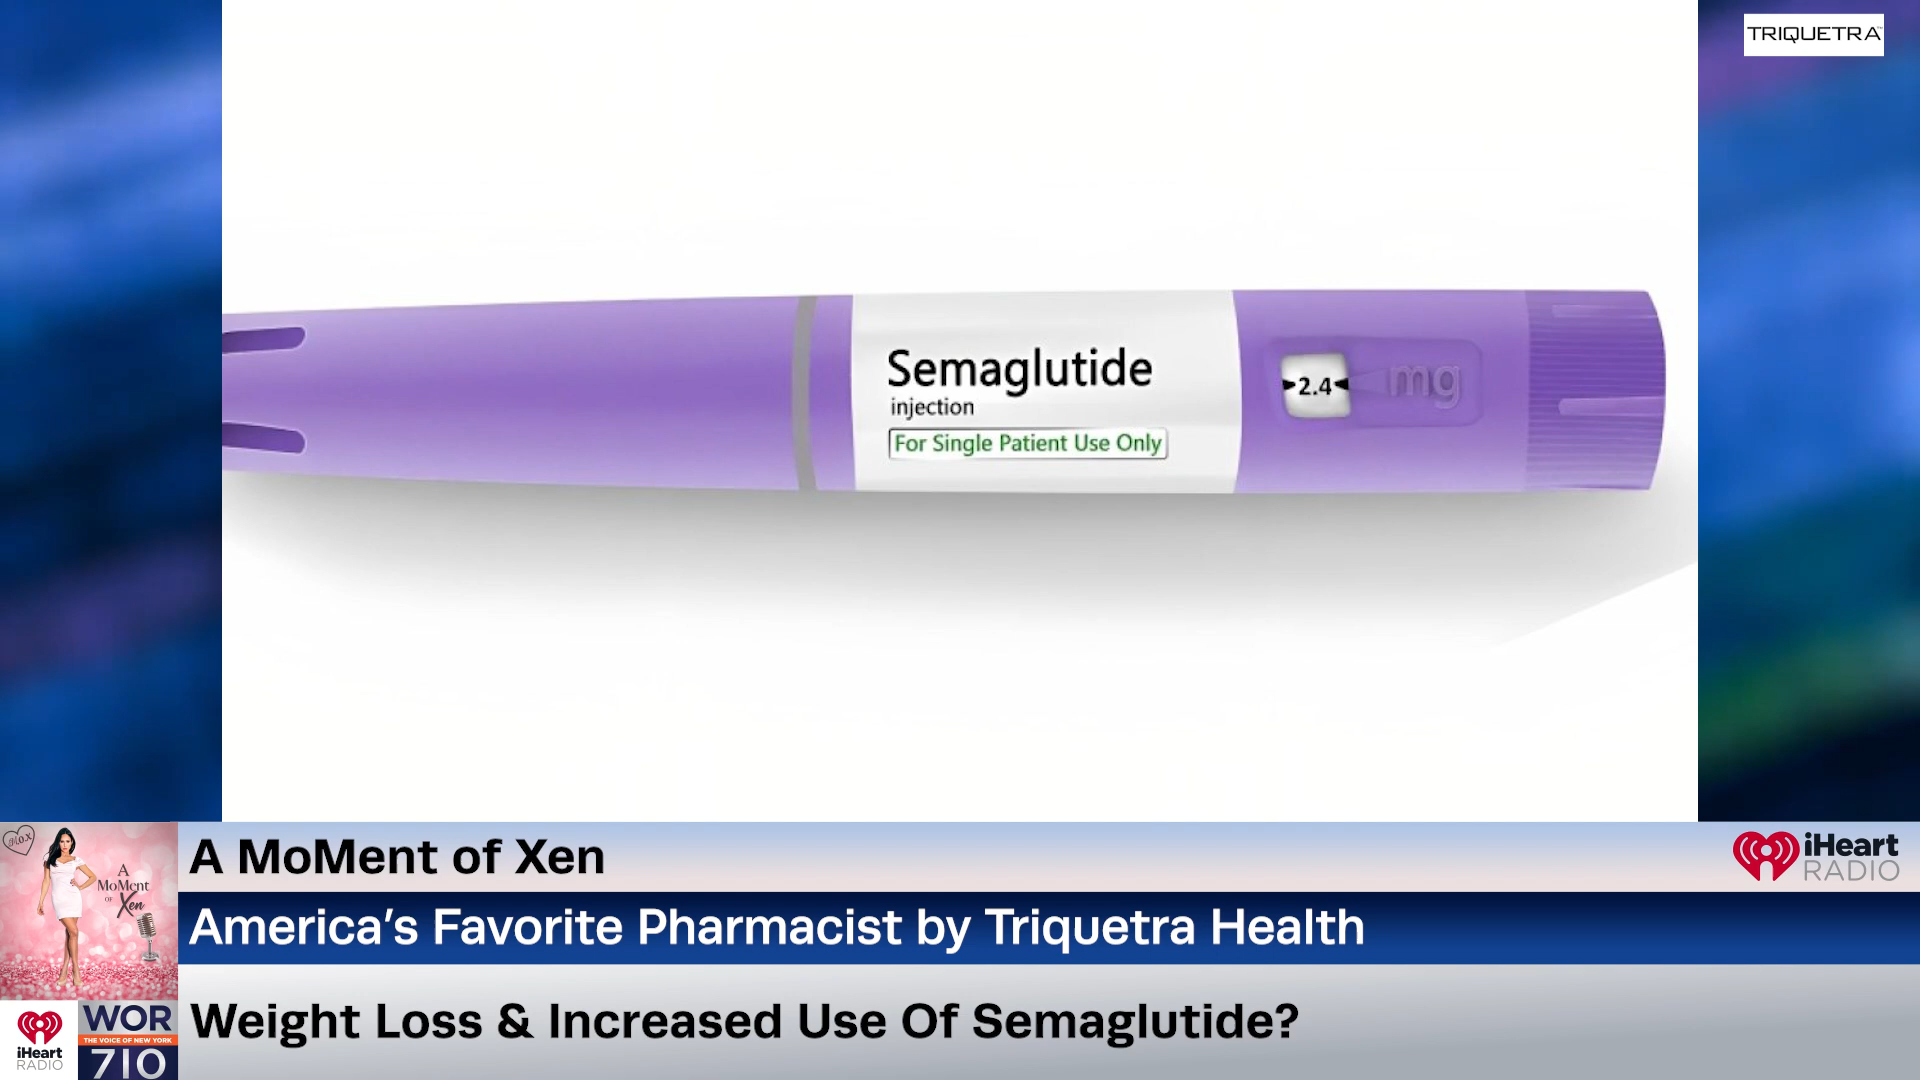 TRIQUETRA
Semaglutide
injection
For Single Patient Use Only
2.4
mg
A MoMent of Xen
iHeart
RADIO
America's Favorite Pharmacist by Triquetra Health
Weight Loss & Increased Use Of Semaglutide?
M.O.X
A
MoMent
OF Xen
iHeart
RADIO
WOR
THE VOICE OF NEW YORK
710